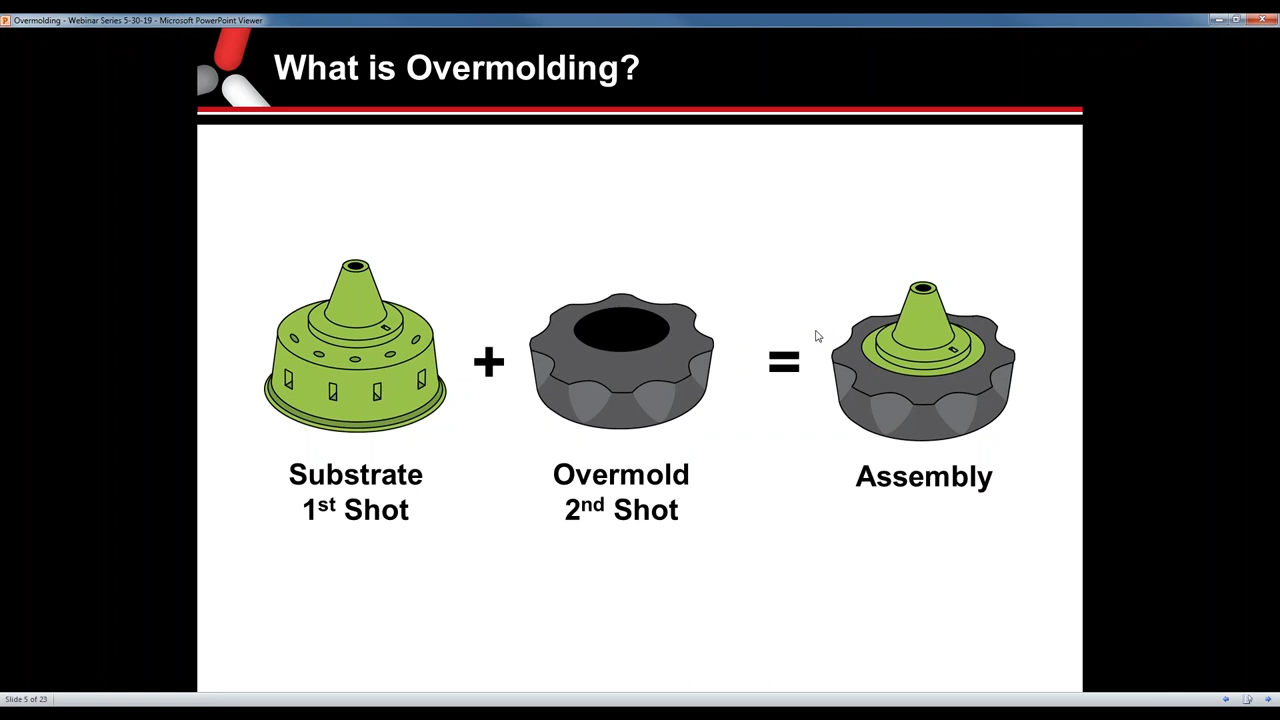 Overmolding - Webinar Series 5-30-19 - Microsoft PowerPoint Viewer
What is Overmolding?
+
=
Substrate
1st Shot
Overmold
2nd Shot
Assembly
Slide 5 of 23